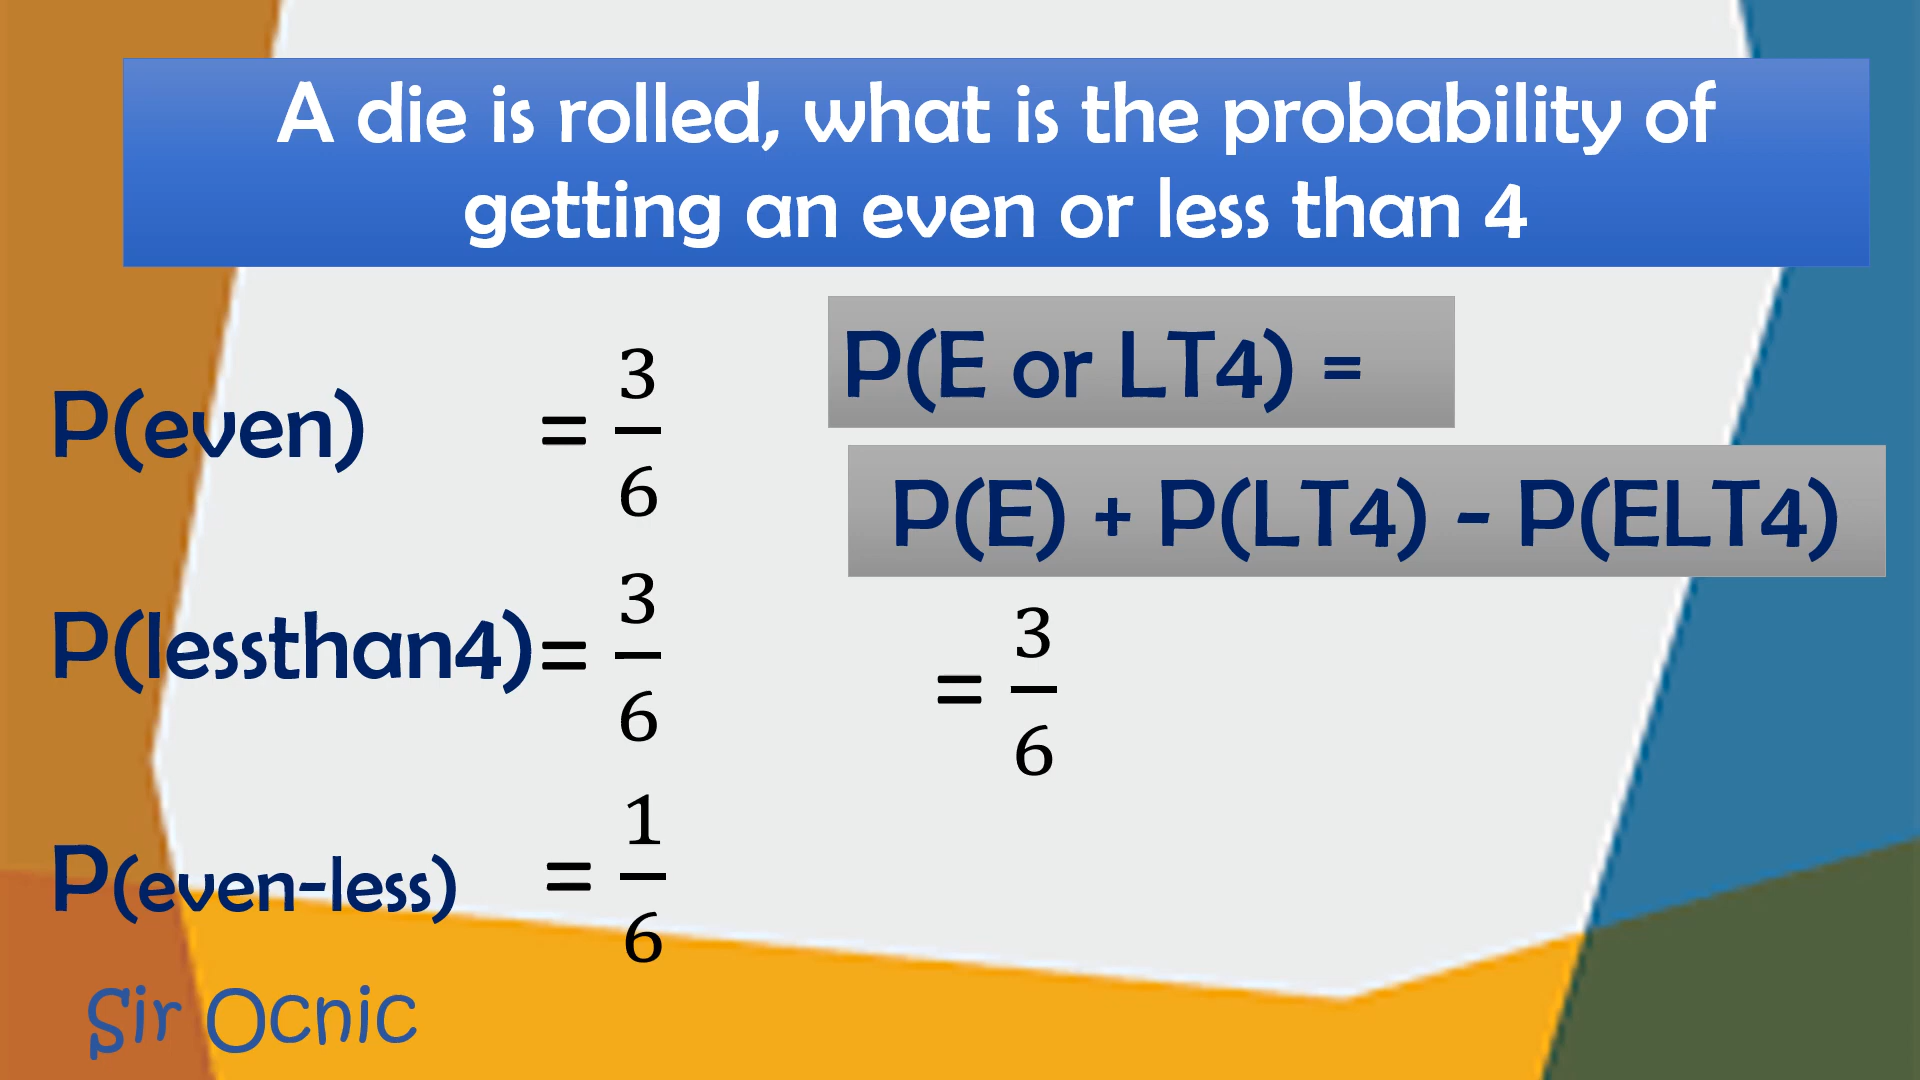 A die is rolled, what is the probability of
getting an even or less than 4
P(even) = 3/6
P(lessthan4) = 3/6
P(even-less) = 1/6
P(E or LT4) =
P(E) + P(LT4) - P(ELT4)
= 3/6
Sir Ocnic